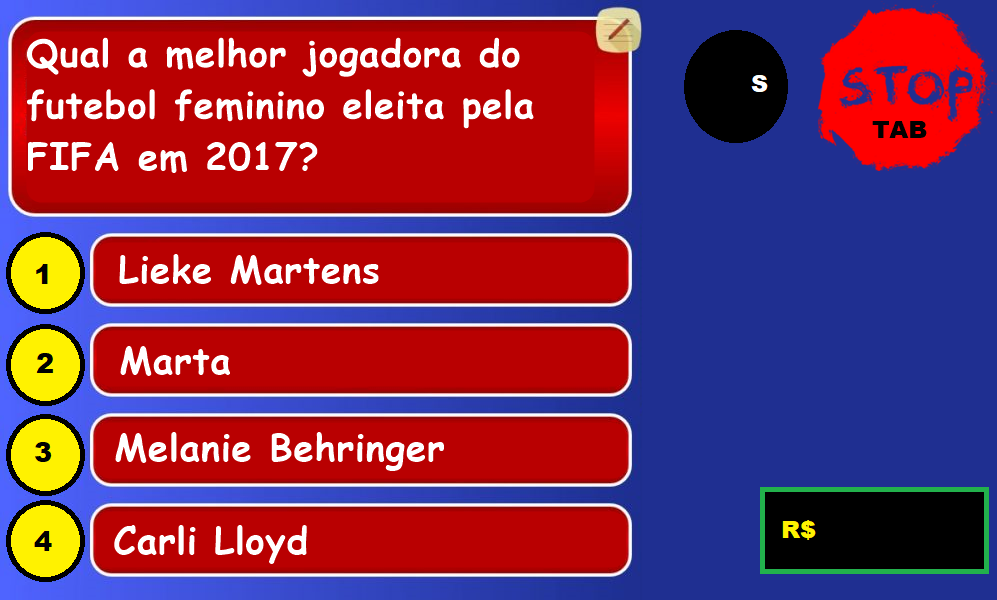 Qual a melhor jogadora do
futebol feminino eleita pela
FIFA em 2017?
S
STOP
TAB
1
Lieke Martens
2
Marta
3
Melanie Behringer
4
Carli Lloyd
R$